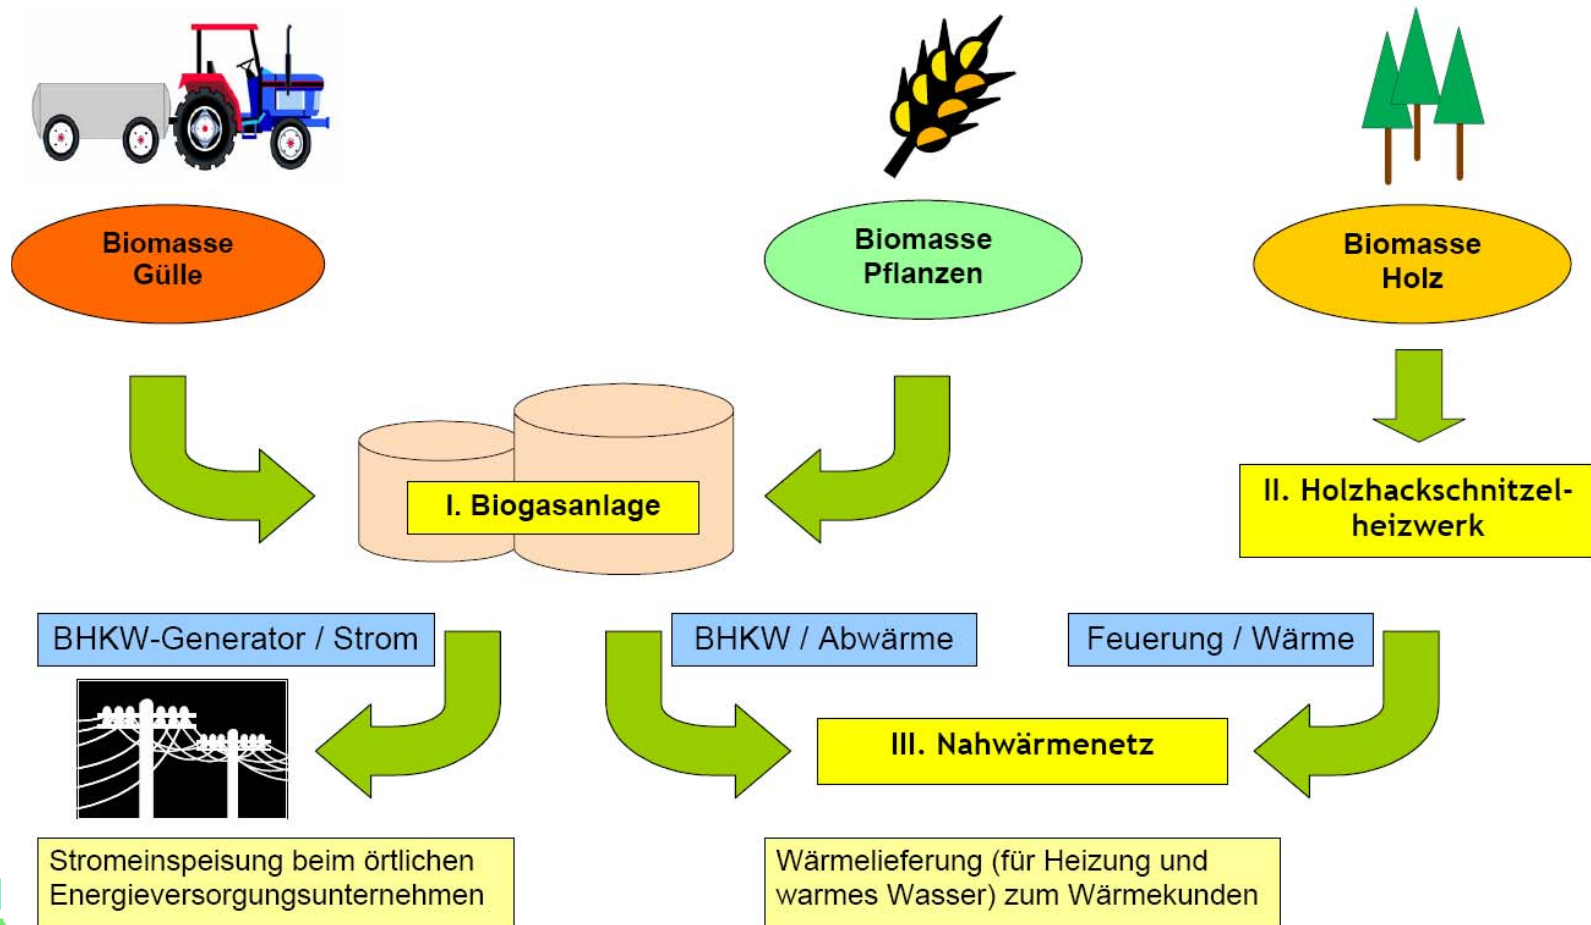 Biomasse
Gülle
Biomasse
Pflanzen
Biomasse
Holz
I. Biogasanlage
II. Holzhackschnitzel-
heizwerk
BHKW-Generator / Strom
BHKW / Abwärme
Feuerung / Wärme
III. Nahwärmenetz
Stromeinspeisung beim örtlichen
Energieversorgungsunternehmen
Wärmelieferung (für Heizung und
warmes Wasser) zum Wärmekunden